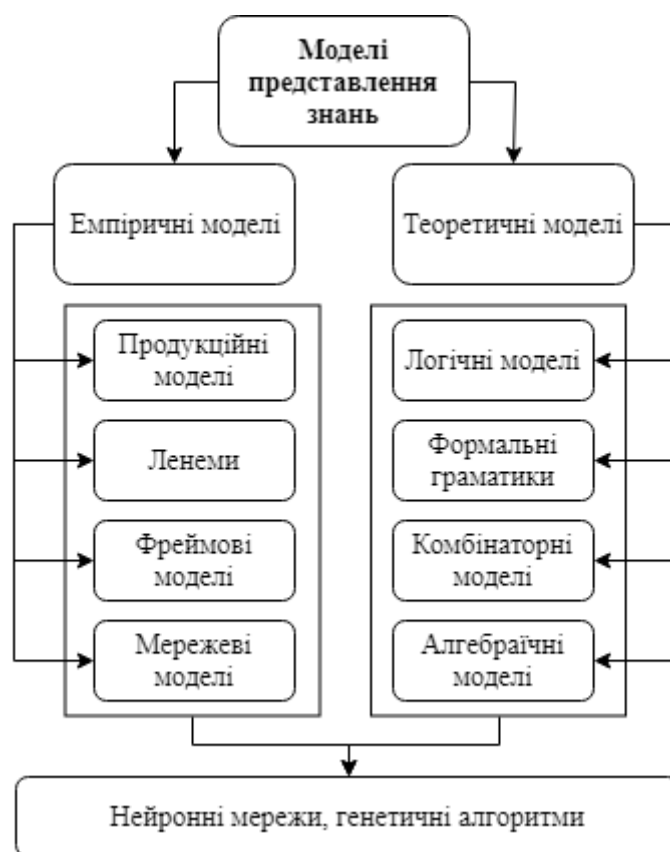 Моделі
представлення
знань
Емпіричні моделі
Теоретичні моделі
Продукційні
моделі
Ленеми
Фреймові
моделі
Мережеві
моделі
Логічні моделі
Формальні
граматики
Комбінаторні
моделі
Алгебраїчні
моделі
Нейронні мережи, генетичні алгоритми